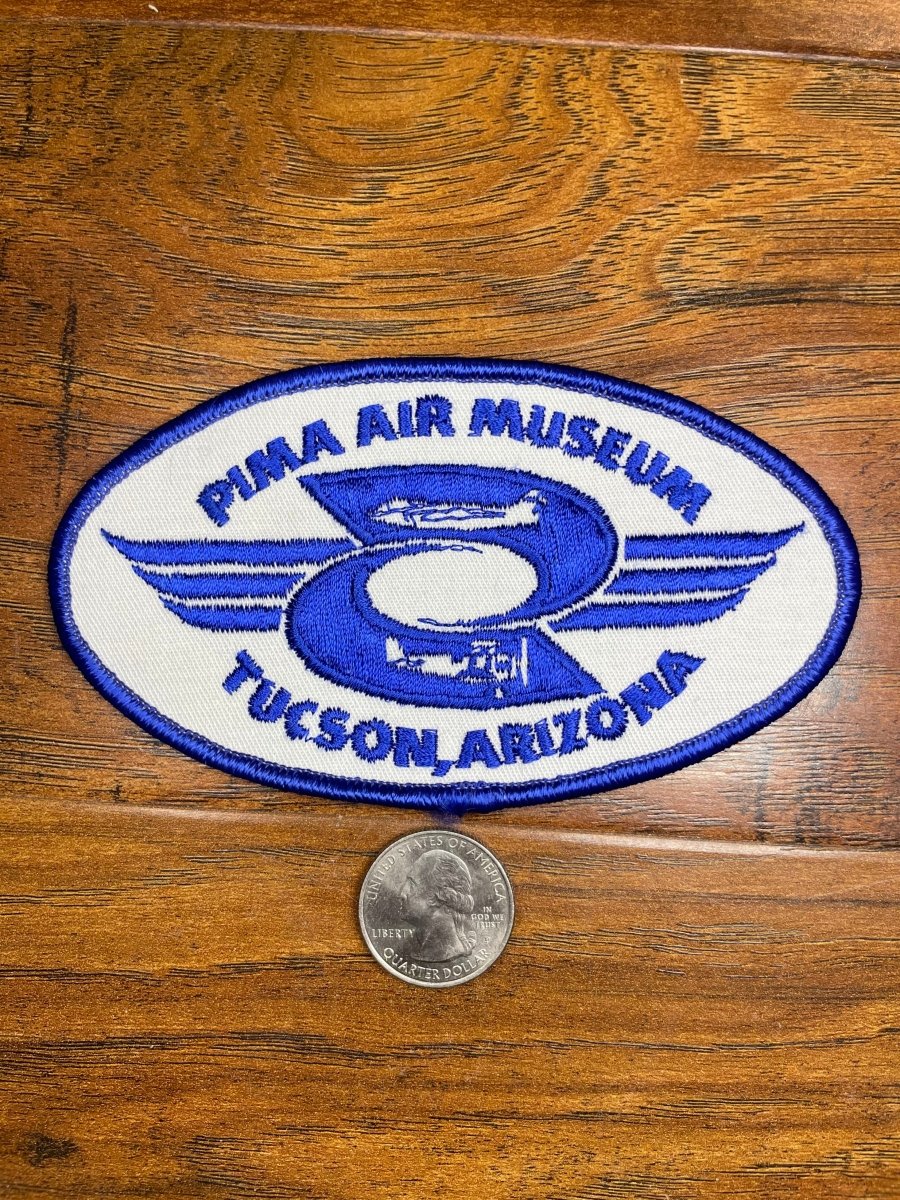 PIMA AIR MUSEUM
TUCSON, ARIZONA
UNITED STATES OF AMERICA
LIBERTY
IN
GOD WE
TRUST
QUARTER DOLLAR